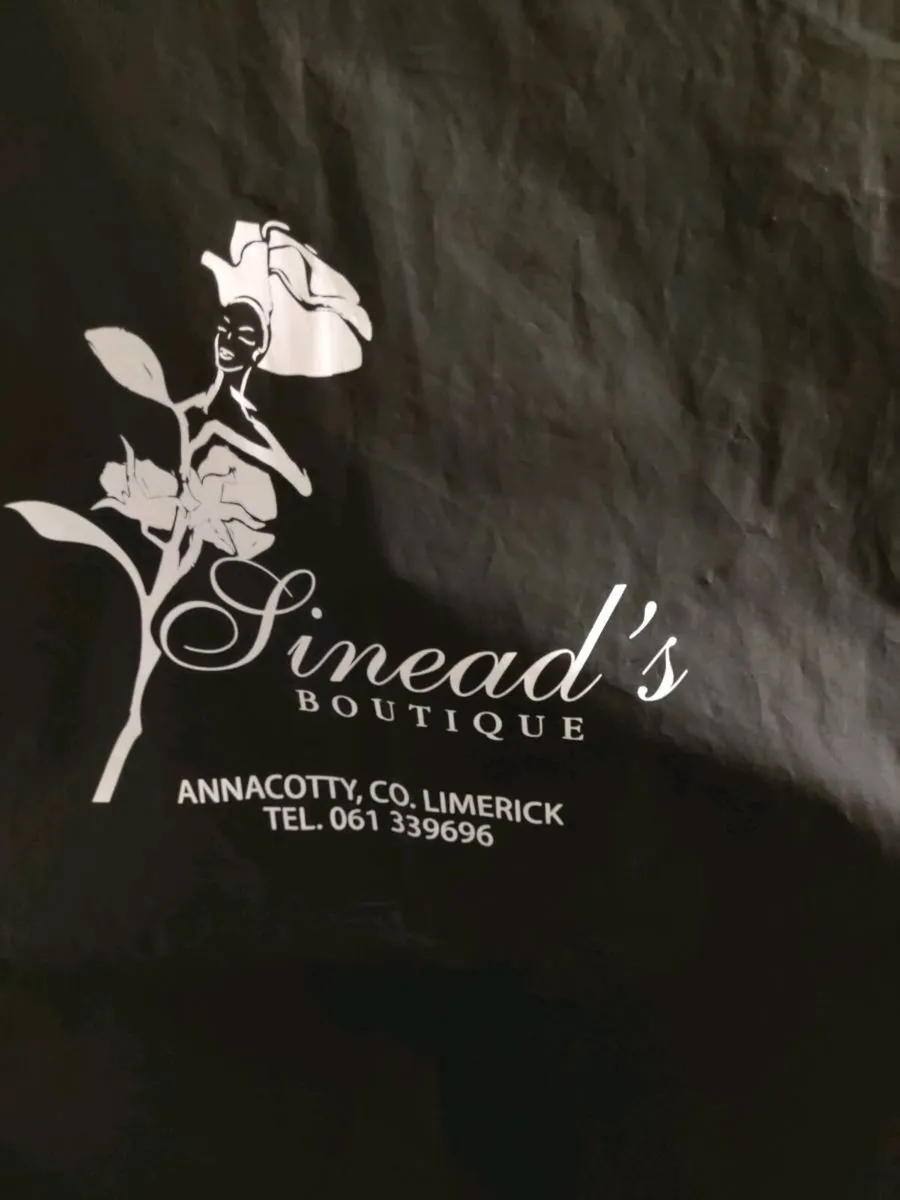 Sinead's
BOUTIQUE
ANNACOTTY, CO. LIMERICK
TEL. 061 339696